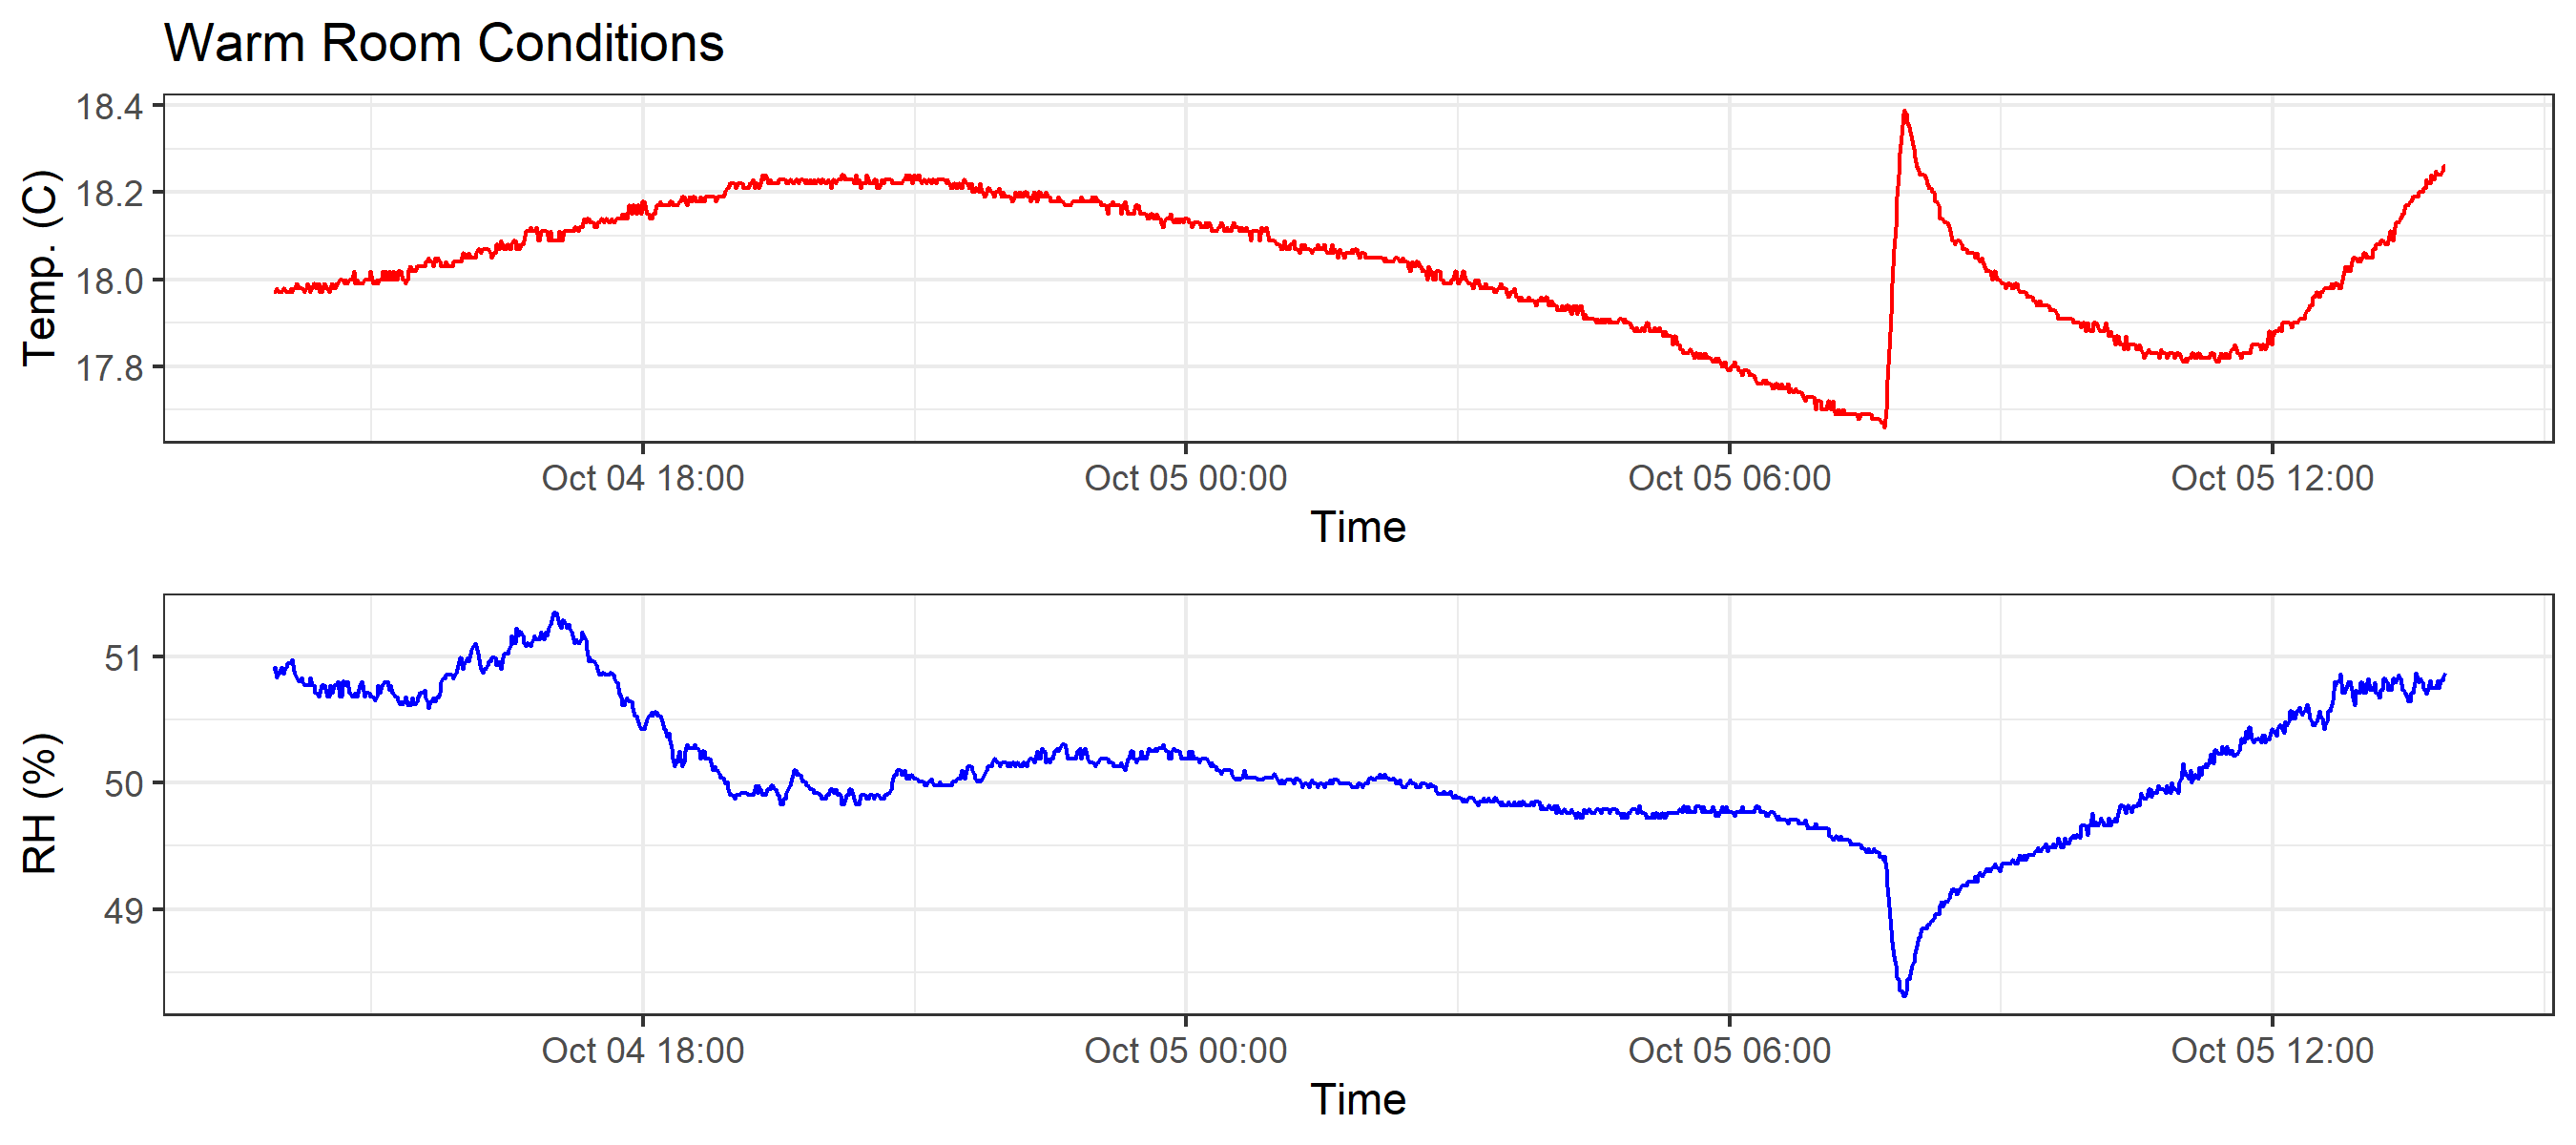 Warm Room Conditions
18.4
18.2
18.0
17.8
Temp. (C)
Oct 04 18:00 Oct 05 00:00 Oct 05 06:00 Oct 05 12:00
Time
51
50
49
RH (%)
Oct 04 18:00 Oct 05 00:00 Oct 05 06:00 Oct 05 12:00
Time